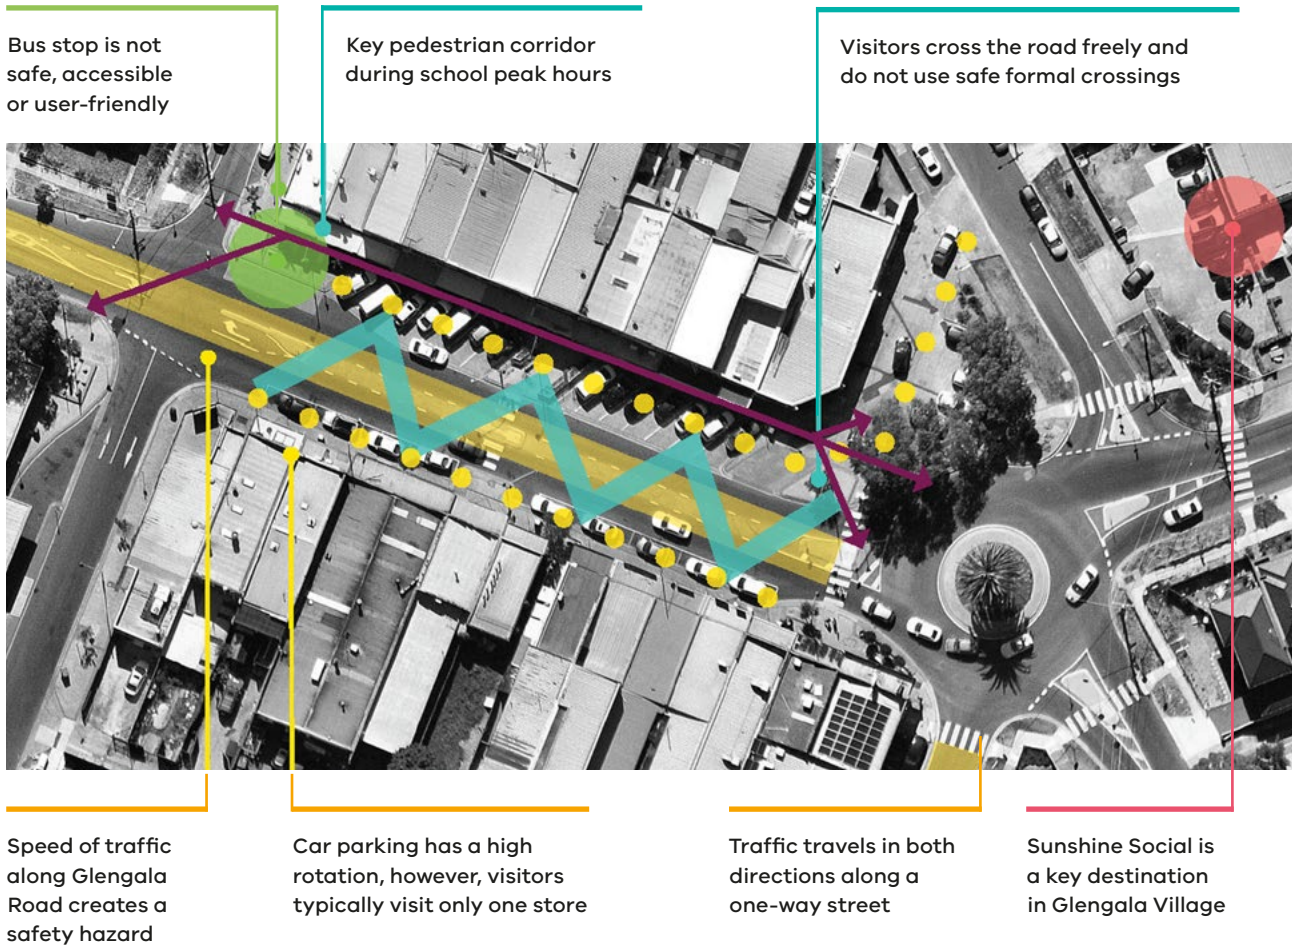 Bus stop is not
safe, accessible
or user-friendly
Key pedestrian corridor
during school peak hours
Visitors cross the road freely and
do not use safe formal crossings
Speed of traffic
along Glengala
Road creates a
safety hazard
Car parking has a high
rotation, however, visitors
typically visit only one store
Traffic travels in both
directions along a
one-way street
Sunshine Social is
a key destination
in Glengala Village